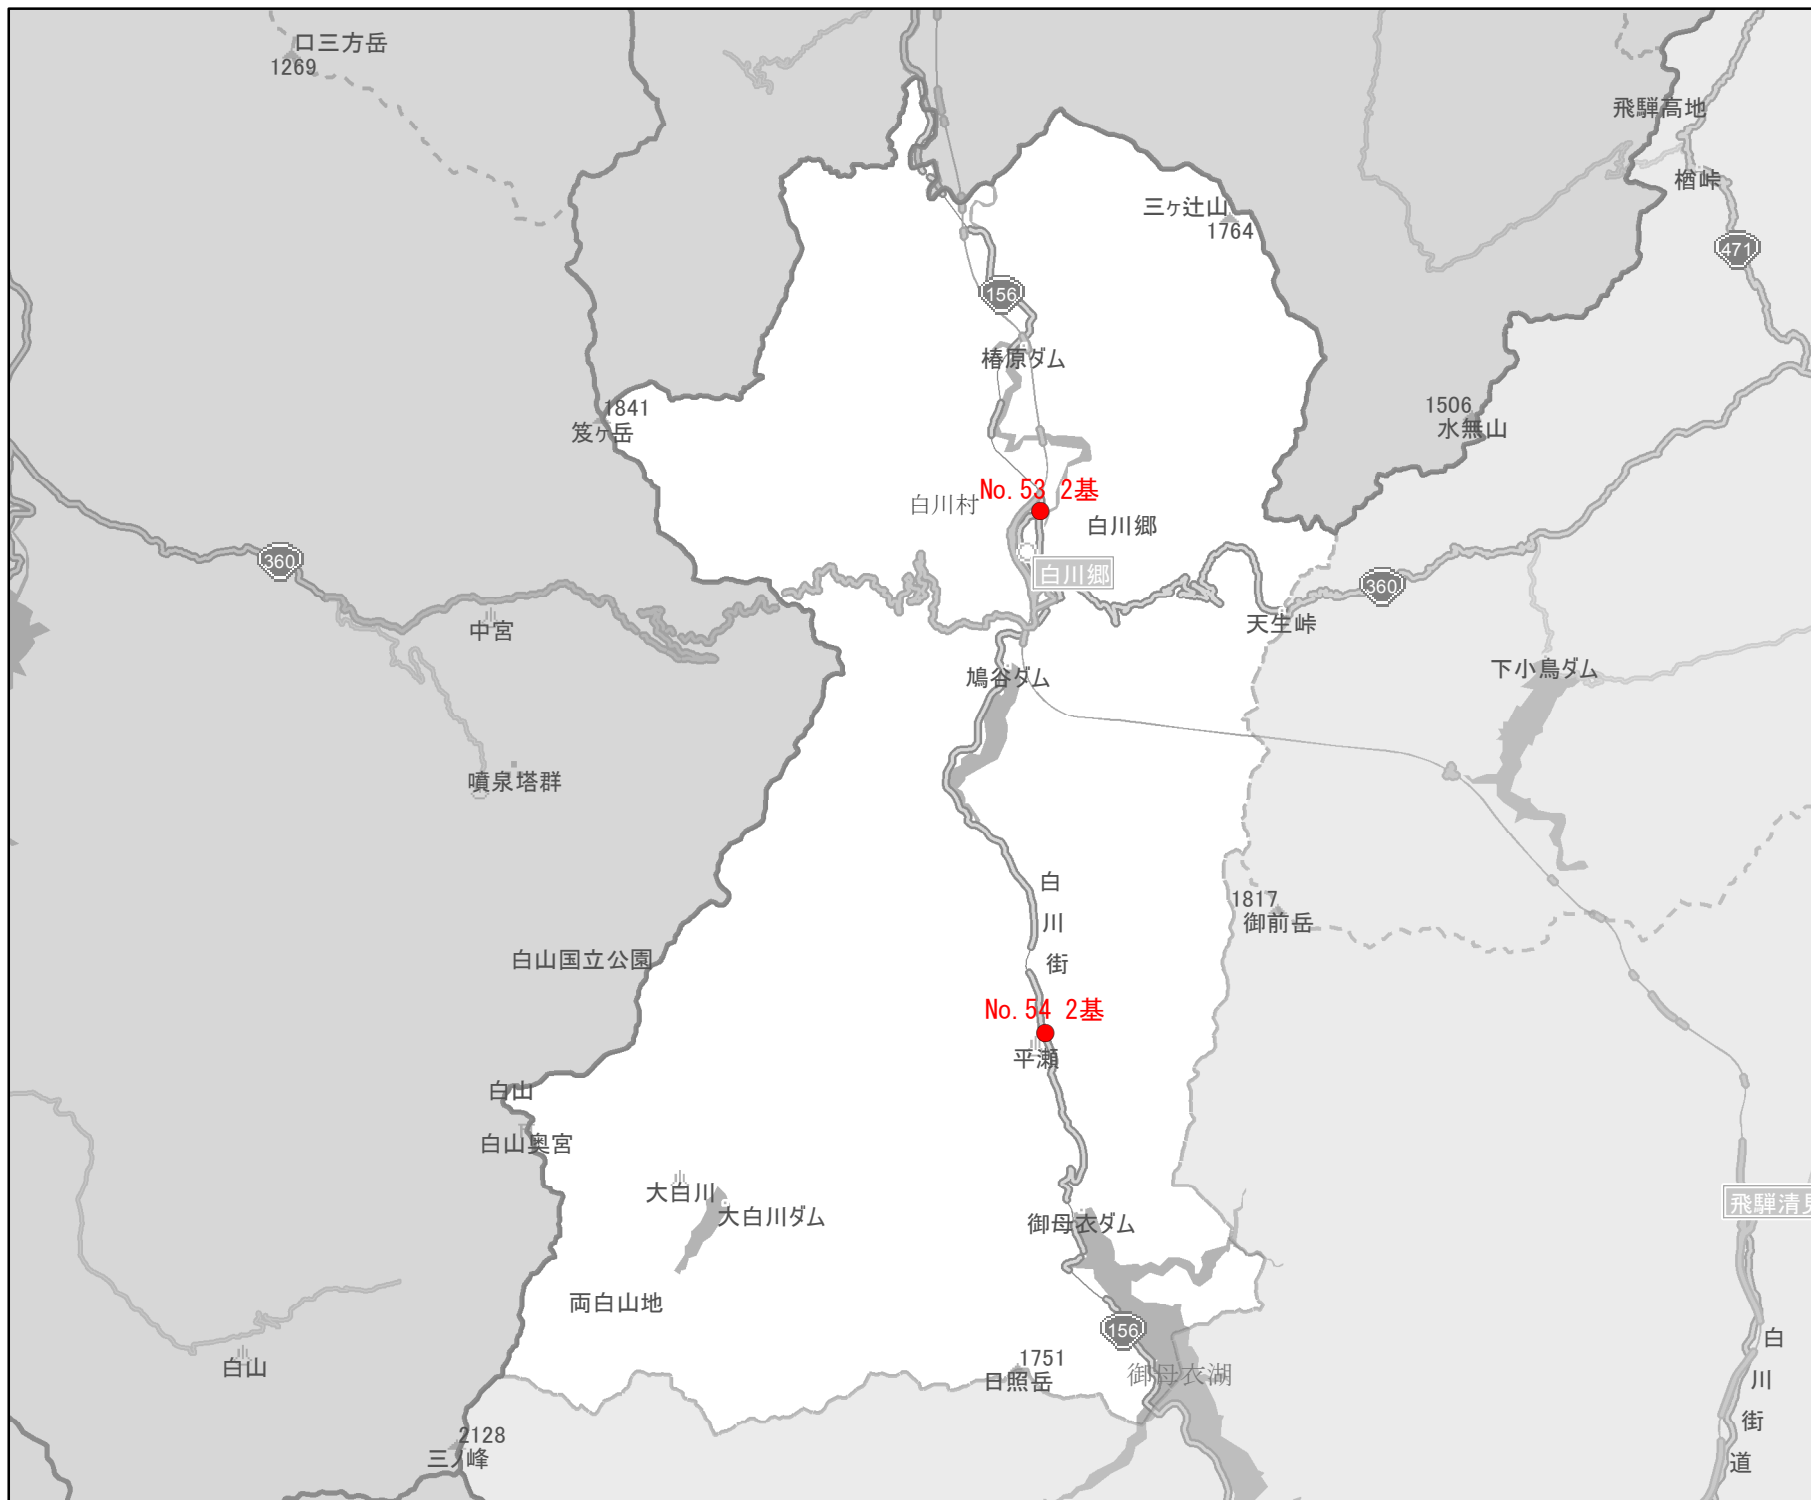 口三方岳
1269
飛騨高地
楢峠
三ヶ辻山
1764
471
156
椿原ダム
1841
笈ヶ岳
1506
水無山
No.53 2基
白川村
白川郷
白川郷
360
360
中宮
天生峠
鳩谷ダム
下小鳥ダム
噴泉塔群
白川街
1817
御前岳
白山国立公園
No.54 2基
平瀬
白山
白山奥宮
大白川
大白川ダム
御母衣ダム
飛騨清見
両白山地
156
白川街道
白山
1751
日照岳
御母衣湖
2128
三ノ峰